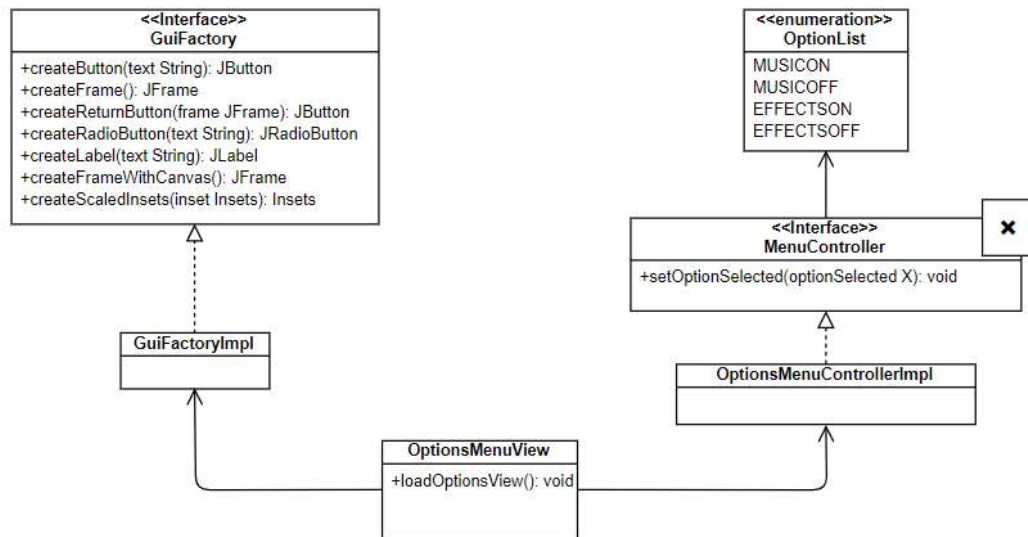 <<Interface>>
GuiFactory
+createButton(text String): JButton
+createFrame(): JFrame
+createReturnButton(frame JFrame): JButton
+createRadioButton(text String): JRadioButton
+createLabel(text String): JLabel
+createFrameWithCanvas(): JFrame
+createScaledInsets(inset Insets): Insets
<<enumeration>>
OptionList
MUSICON
MUSICOFF
EFFECTSON
EFFECTSOFF
<<Interface>>
MenuController
+setOptionSelected(optionSelected X): void
X
GuiFactoryImpl
OptionsMenuControllerImpl
OptionsMenuView
+loadOptionsView(): void